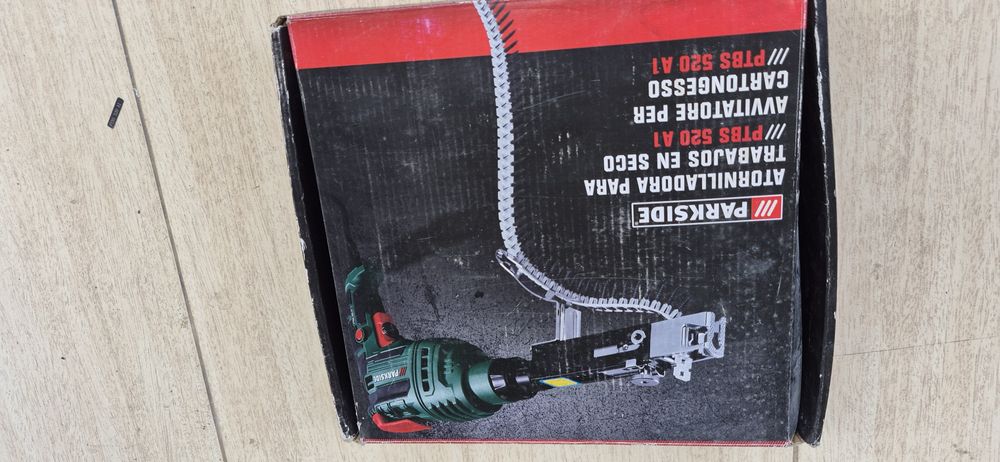 /// PARKSIDE
ATORNILLADORA PARA
TRABAJOS EN SECO
/// PTBS 520 A1
AVVITATORE PER
CARTONGESSO
/// PTBS 520 A1
/// PARKSIDE